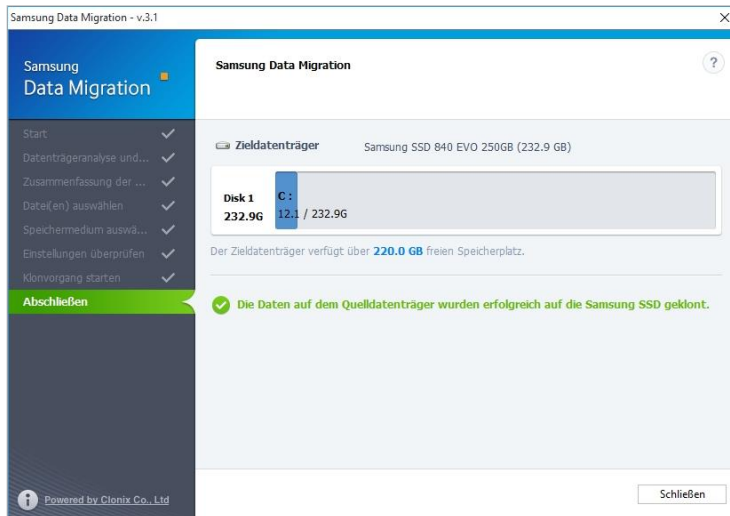 Samsung Data Migration - v.3.1
Samsung
Data Migration
Samsung Data Migration
?
Start
Datenträgeranalyse und...
Zusammenfassung der ...
Datei(en) auswählen
Speichermedium auswä...
Einstellungen überprüfen
Klonvorgang starten
Abschließen
Zieldatenträger Samsung SSD 840 EVO 250GB (232.9 GB)
Disk 1
232.9G
C :
12.1 / 232.9G
Der Zieldatenträger verfügt über 220.0 GB freien Speicherplatz.
Die Daten auf dem Quelldatenträger wurden erfolgreich auf die Samsung SSD geklont.
Powered by Clonix Co., Ltd
Schließen